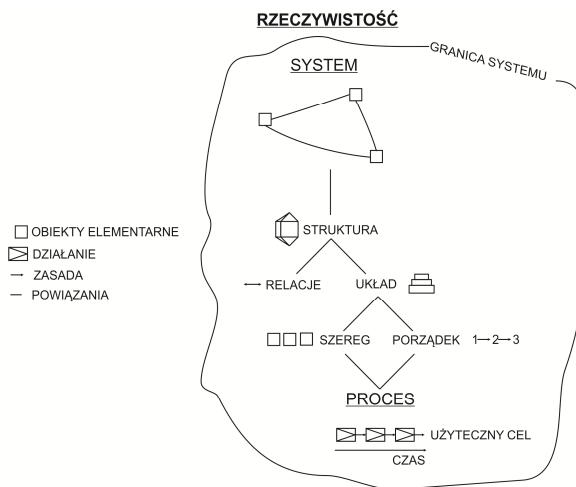 RZECZYWISTOŚĆ
GRANICA SYSTEMU
SYSTEM
STRUKTURA
OBIEKTY ELEMENTARNE
DZIAŁANIE
ZASADA
POWIĄZANIA
RELACJE
UKŁAD
SZEREG
PORZĄDEK 1→2→3
PROCES
UŻYTECZNY CEL
CZAS